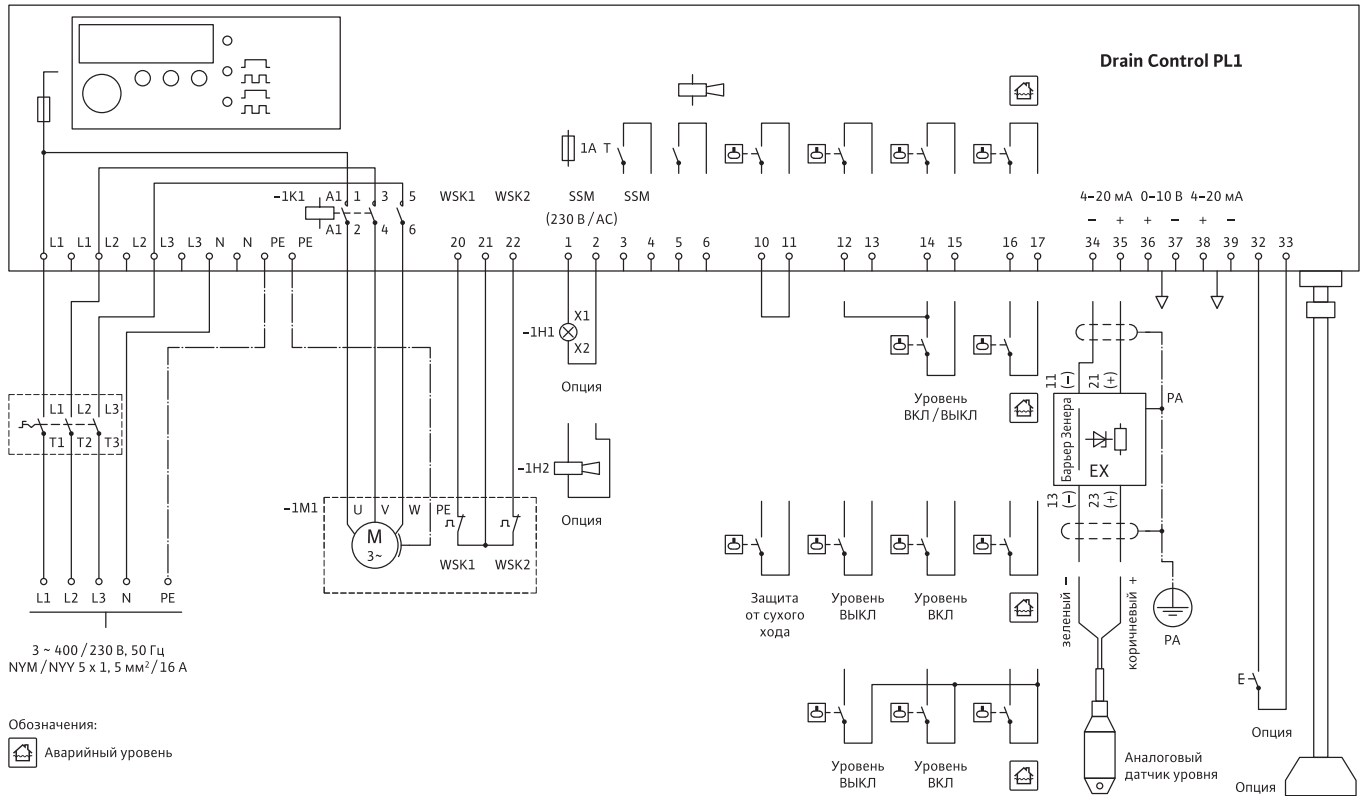 Drain Control PL1
1A T
-1K1 A1 1 3 5 WSK1 WSK2 SSM SSM
(230 В / AC)
4–20 мА 0–10 В 4–20 мА
– + + – + –
A1 2 4 6
L1 L1 L2 L2 L3 L3 N N PE PE
20 21 22 1 2 3 4 5 6 10 11 12 13 14 15 16 17 34 35 36 37 38 39 32 33
-1H1
X1
X2
Опция
Уровень
ВКЛ / ВЫКЛ
11 (–)
21 (+)
PA
Барьер Зенера
EX
13 (–)
23 (+)
L1 L2 L3
T1 T2 T3
-1H2
Опция
-1M1 U V W PE
M
3~
WSK1 WSK2
L1 L2 L3 N PE
3 ~ 400 / 230 В, 50 Гц
NYM / NYY 5 x 1, 5 мм² / 16 А
Защита
от сухого
хода
Уровень
ВЫКЛ
Уровень
ВКЛ
зеленый –
коричневый +
PA
E
Опция
Обозначения:
Аварийный уровень
Уровень
ВЫКЛ
Уровень
ВКЛ
Аналоговый
датчик уровня
Опция